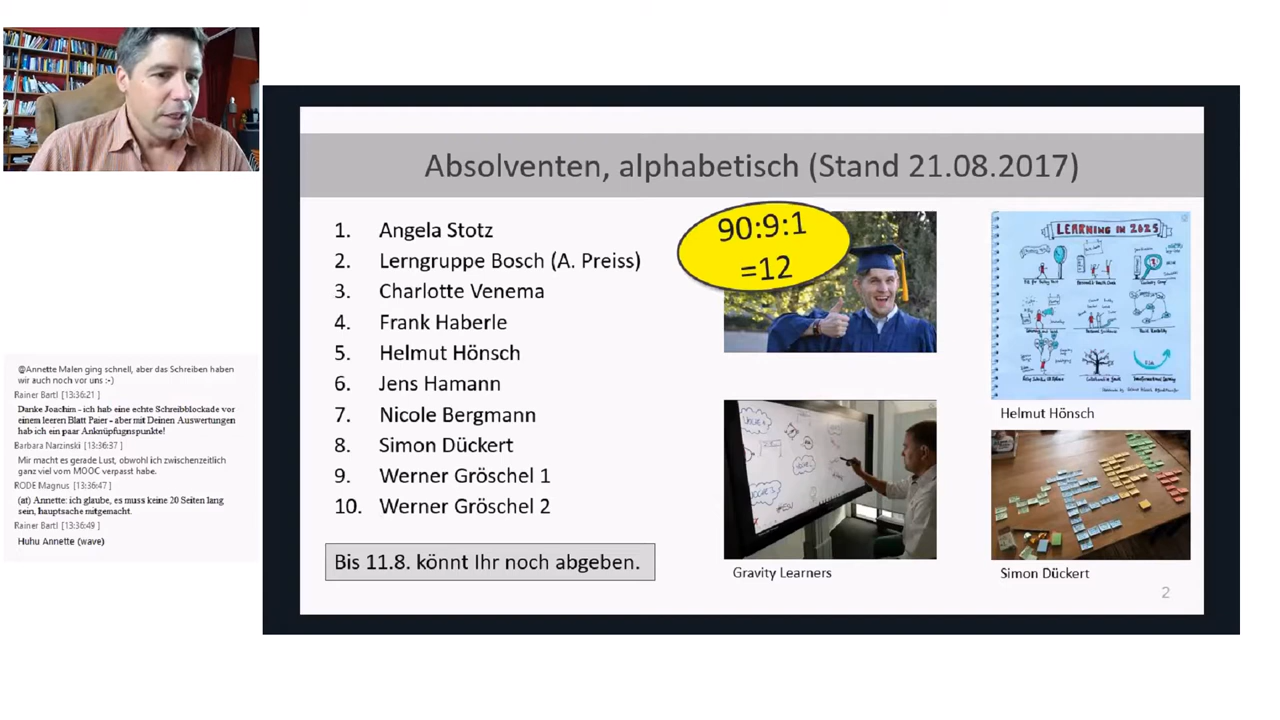 Absolventen, alphabetisch (Stand 21.08.2017)
1. Angela Stotz
2. Lerngruppe Bosch (A. Preiss)
3. Charlotte Venema
4. Frank Haberle
5. Helmut Hönsch
6. Jens Hamann
7. Nicole Bergmann
8. Simon Dückert
9. Werner Gröschel 1
10. Werner Gröschel 2
Bis 11.8. könnt Ihr noch abgeben.
90:9:1
=12
LEARNING IN 2025
Helmut Hönsch
Gravity Learners
Simon Dückert
2
@Annette Malen ging schnell, aber das Schreiben haben
wir auch noch vor uns :-)
Rainer Bartl [13:36:21 ]
Danke Joachim - ich hab eine echte Schreibblockade vor
einem leeren Blatt Paier - aber mit Deinen Auswertungen
hab ich ein paar Anknüpfugnspunkte!
Barbara Narzinski [13:36:37 ]
Mir macht es gerade Lust, obwohl ich zwischenzeitlich
ganz viel vom MOOC verpasst habe.
RODE Magnus [13:36:47 ]
(at) Annette: ich glaube, es muss keine 20 Seiten lang
sein, hauptsache mitgemacht.
Rainer Bartl [13:36:49 ]
Huhu Annette (wave)